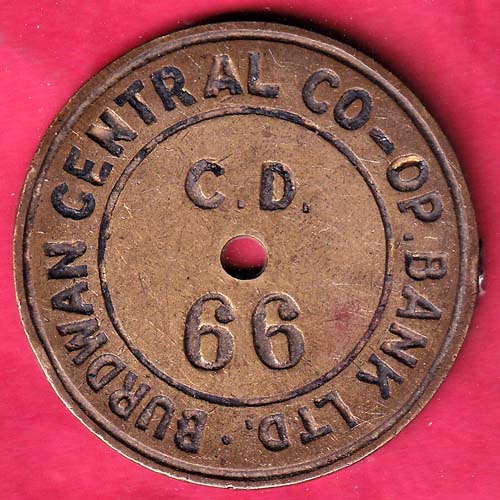 BURDWAN CENTRAL CO-OP. BANK LTD.
C.D.
66